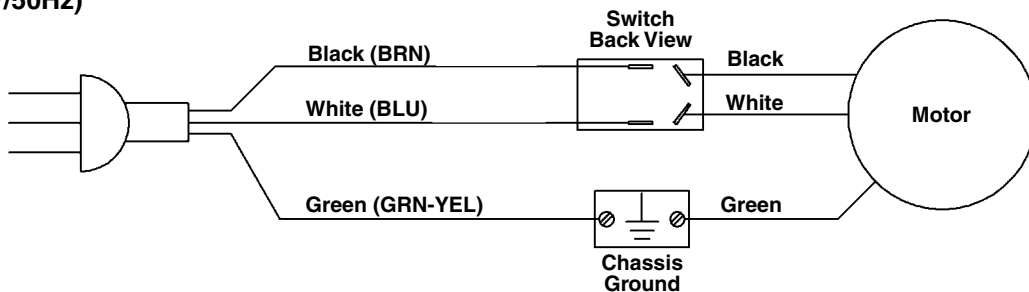 /50Hz)
Switch
Back View
Black (BRN)
Black
White (BLU)
White
Motor
Green (GRN-YEL)
Green
Chassis
Ground